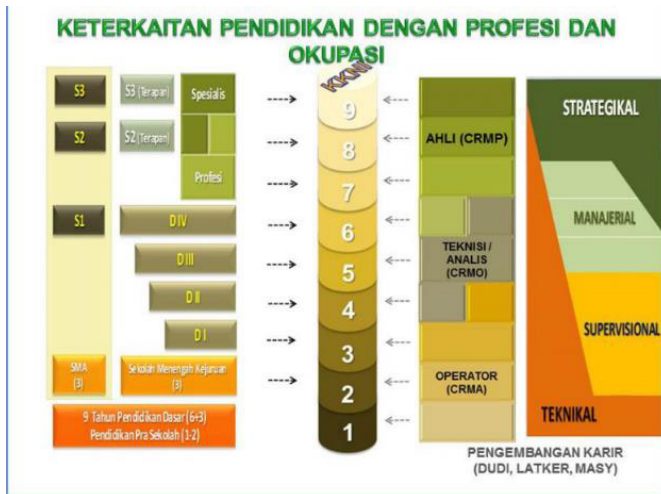 KETERKAITAN PENDIDIKAN DENGAN PROFESI DAN
OKUPASI
KKNI
S3
S3 (Terapan)
Spesialis
S2
S2 (Terapan)
Profesi
S1
D IV
D III
D II
D I
SMA
(3)
Sekolah Menengah Kejuruan
(3)
9 Tahun Pendidikan Dasar (6+3)
Pendidikan Pra Sekolah (1-2)
9
8
7
6
5
4
3
2
1
AHLI (CRMP)
TEKNISI /
ANALIS
(CRMO)
OPERATOR
(CRMA)
STRATEGIKAL
MANAJERIAL
SUPERVISIONAL
TEKNIKAL
PENGEMBANGAN KARIR
(DUDI, LATKER, MASY)